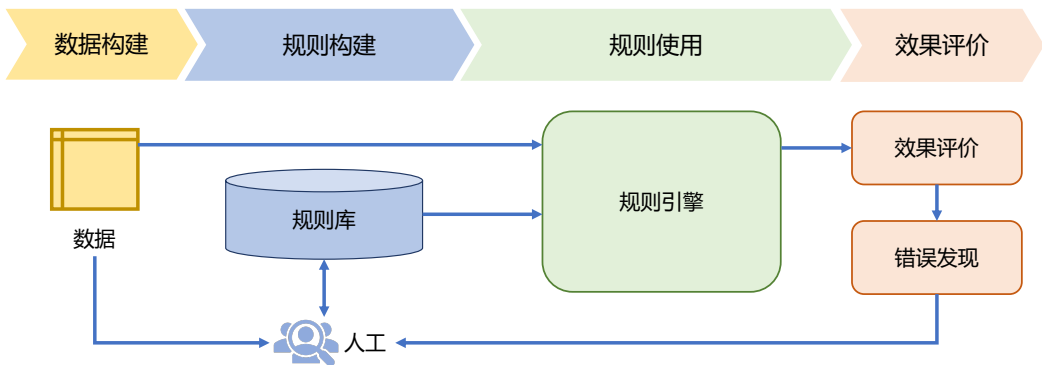 数据构建
规则构建
规则使用
效果评价
效果评价
规则引擎
规则库
数据
错误发现
人工